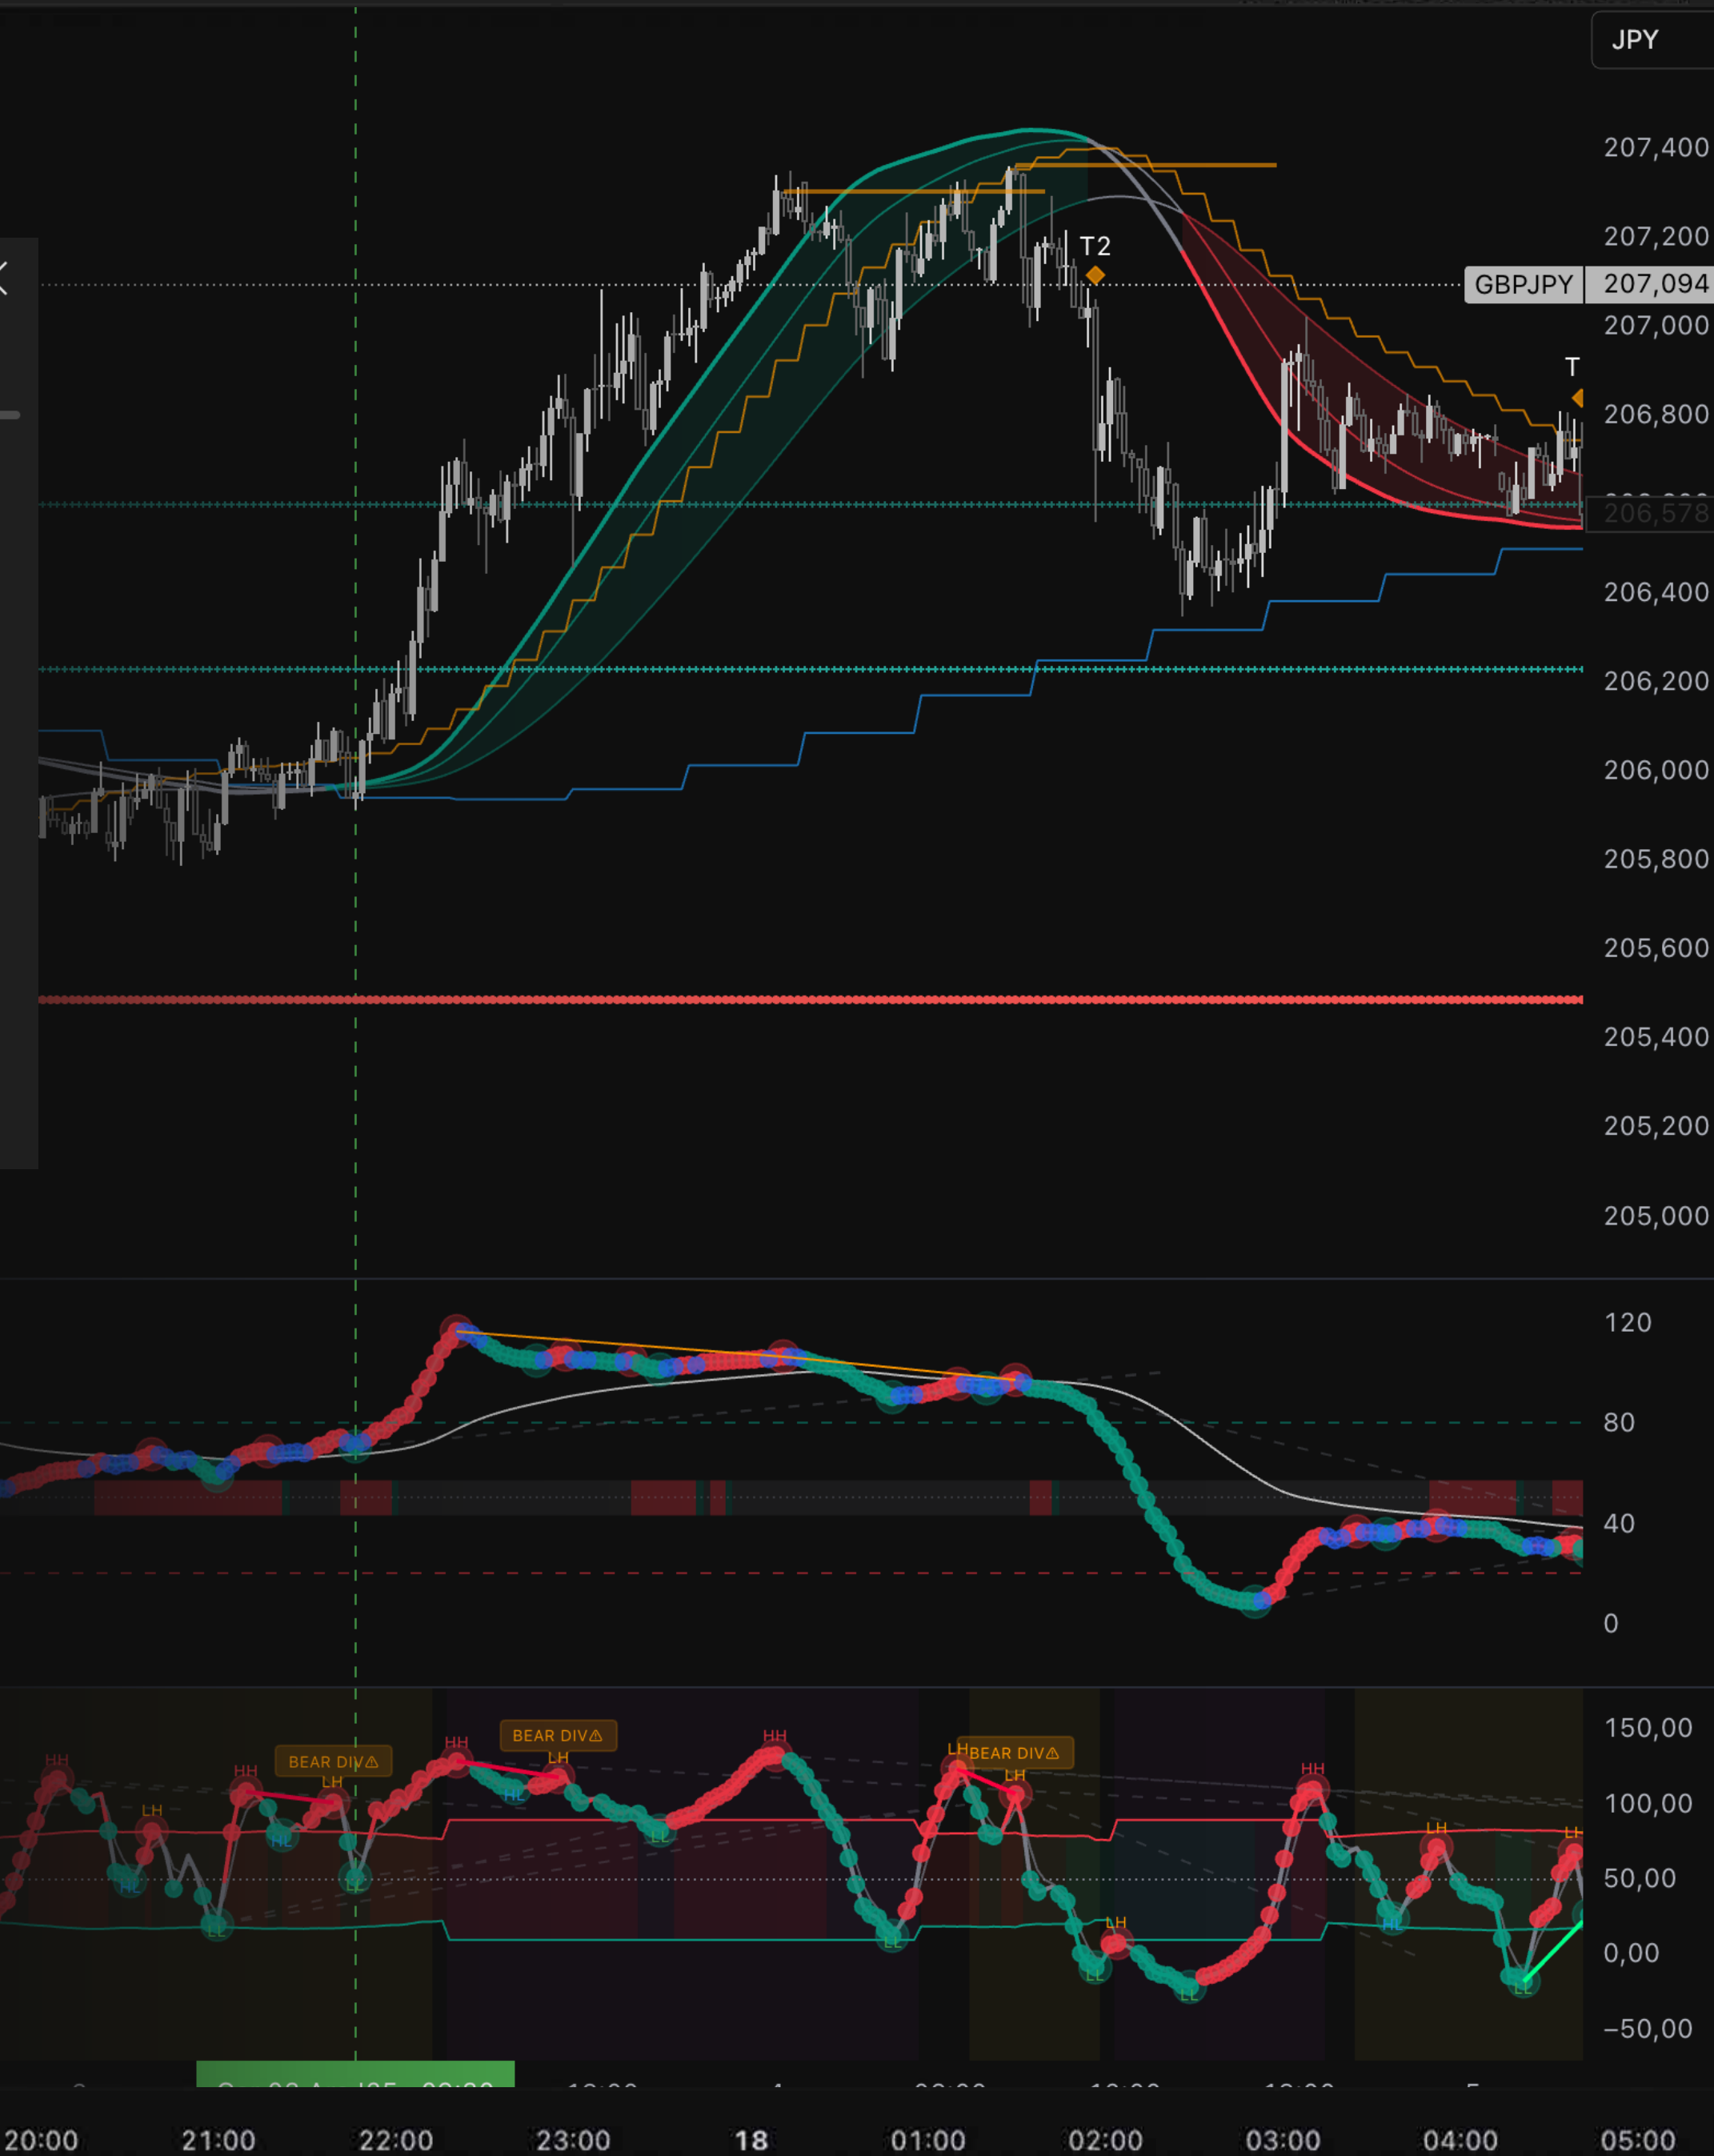 JPY
207,400
207,200
T2
GBPJPY 207,094
207,000
T
206,800
206,578
206,400
206,200
206,000
205,800
205,600
205,400
205,200
205,000
120
80
40
0
150,00
HH
BEAR DIV⚠
HH
BEAR DIV⚠
LH
BEAR DIV⚠
HH
HH
LH
LH
LH
HH
100,00
LH
HL
HL
LL
LH
LH
50,00
HL
LL
LL
LL
LH
HL
0,00
LL
LL
LL
-50,00
20:00 21:00 22:00 23:00 18 01:00 02:00 03:00 04:00 05:00